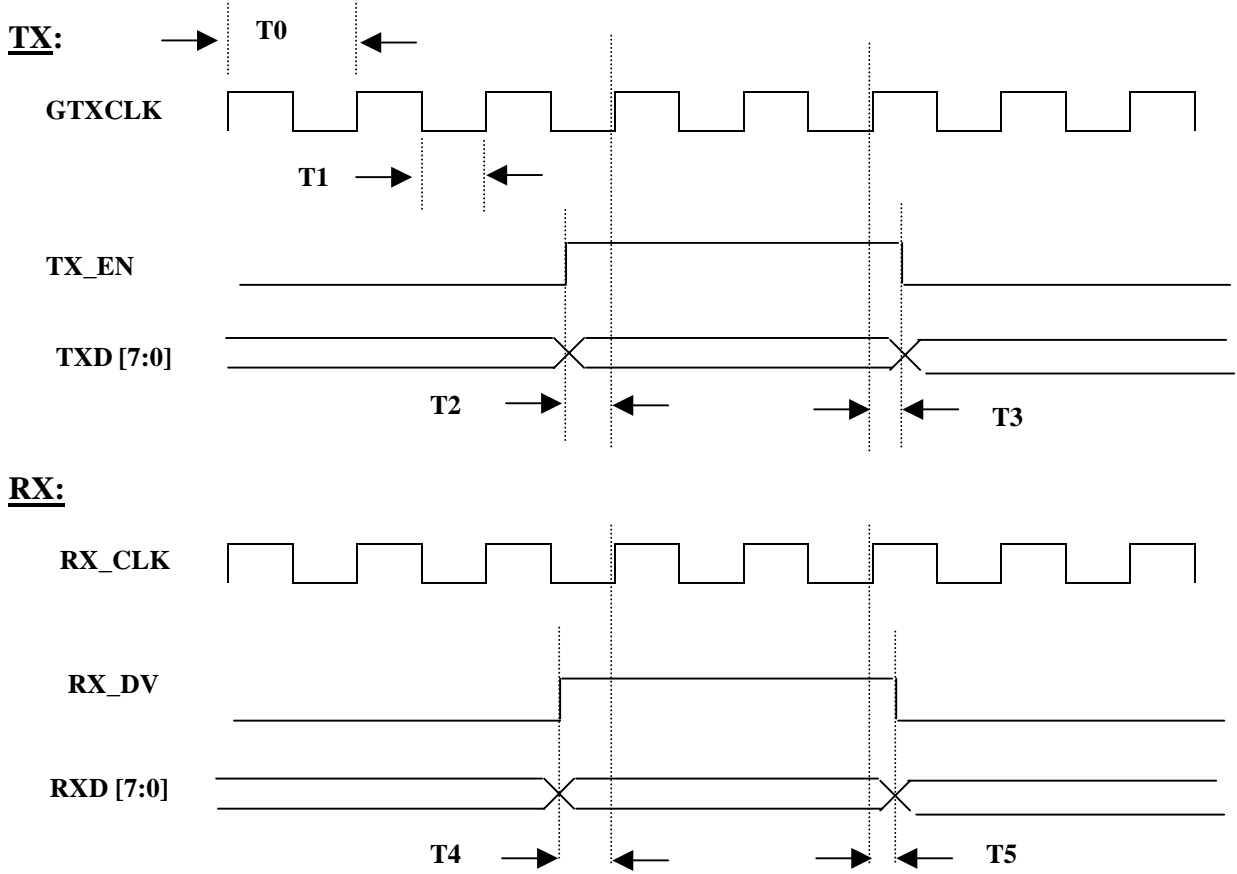 TX:
T0
GTXCLK
T1
TX_EN
TXD [7:0]
T2
T3
RX:
RX_CLK
RX_DV
RXD [7:0]
T4
T5